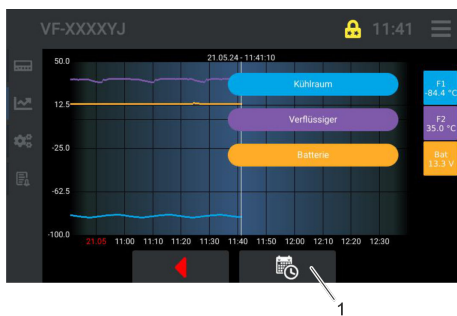 VF-XXXXYJ 11:41
21.05.24 - 11:41:10
50.0
12.5
-25.0
-62.5
-100.0
Kühlraum
Verflüssiger
Batterie
F1
-84.4 °C
F2
35.0 °C
Bat
13.3 V
21.05 11:00 11:10 11:20 11:30 11:40 11:50 12:00 12:10 12:20 12:30
1